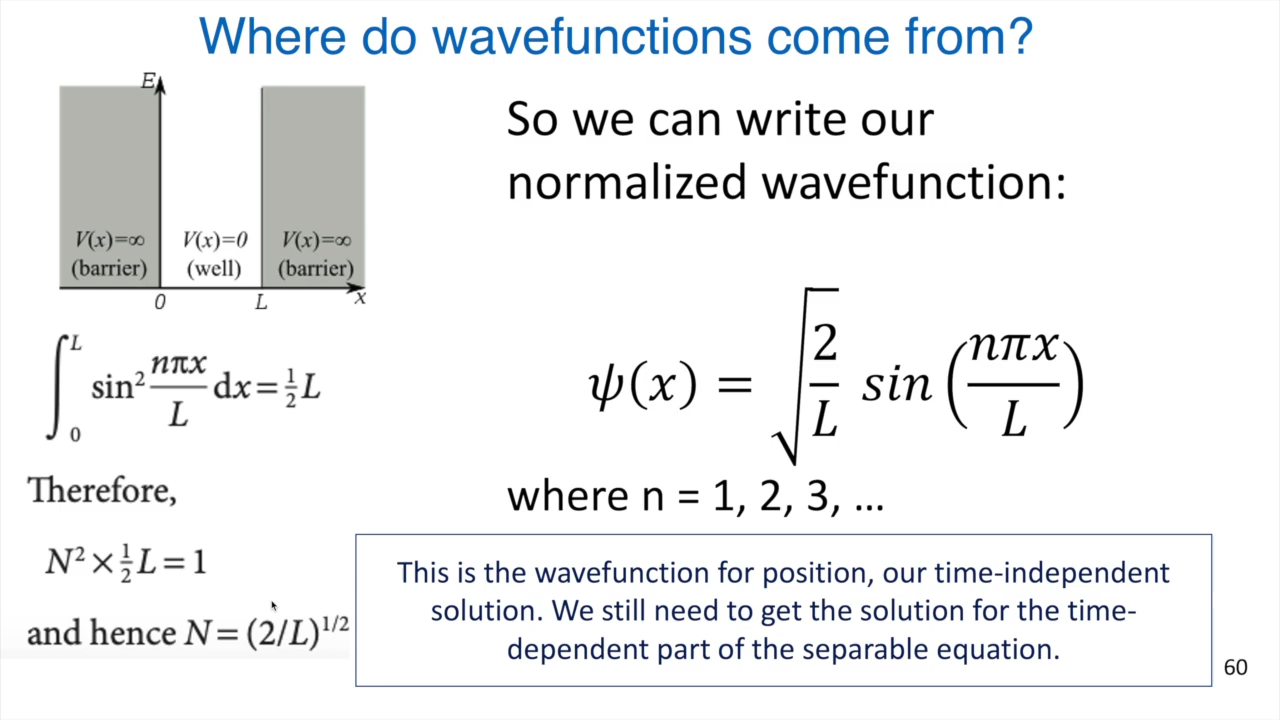 Where do wavefunctions come from?
E
V(x)=∞
(barrier)
V(x)=0
(well)
V(x)=∞
(barrier)
0
L
x
∫₀ᴸ sin² nπx/L dx = ½L
Therefore,
N² × ½L = 1
and hence N = (2/L)^1/2
So we can write our
normalized wavefunction:
ψ(x) = √(2/L) sin(nπx/L)
where n = 1, 2, 3, …
This is the wavefunction for position, our time-independent
solution. We still need to get the solution for the time-
dependent part of the separable equation.
60